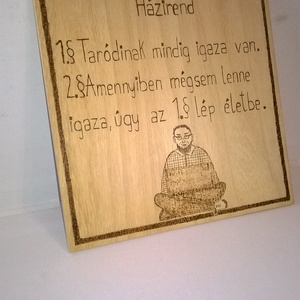 Házirend
1.§ Taródinak mindig igaza van.
2.§ Amennyiben mégsem lenne
igaza, úgy az 1.§ lép életbe.